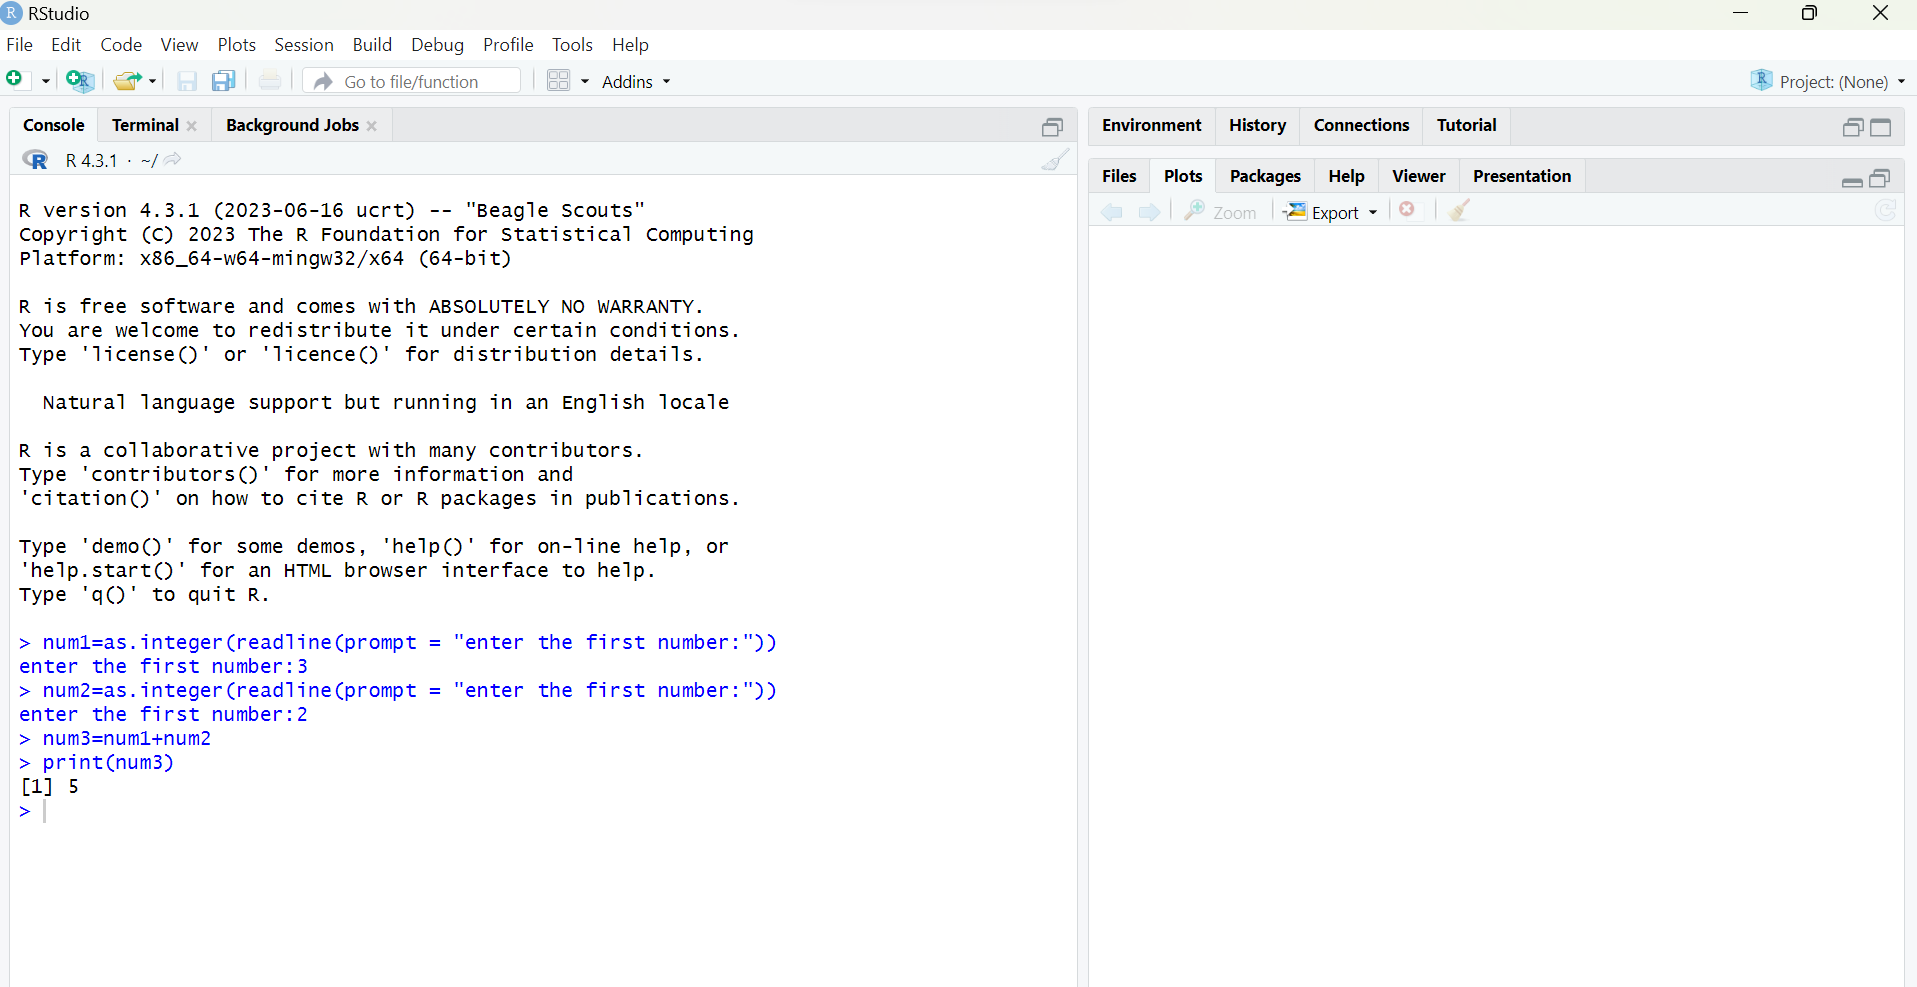 RStudio
File Edit Code View Plots Session Build Debug Profile Tools Help
Go to file/function Addins Project: (None)
Console Terminal Background Jobs
R 4.3.1 · ~/
R version 4.3.1 (2023-06-16 ucrt) -- "Beagle Scouts"
Copyright (C) 2023 The R Foundation for Statistical Computing
Platform: x86_64-w64-mingw32/x64 (64-bit)
R is free software and comes with ABSOLUTELY NO WARRANTY.
You are welcome to redistribute it under certain conditions.
Type 'license()' or 'licence()' for distribution details.
Natural language support but running in an English locale
R is a collaborative project with many contributors.
Type 'contributors()' for more information and
'citation()' on how to cite R or R packages in publications.
Type 'demo()' for some demos, 'help()' for on-line help, or
'help.start()' for an HTML browser interface to help.
Type 'q()' to quit R.
> num1=as.integer(readline(prompt = "enter the first number:"))
enter the first number:3
> num2=as.integer(readline(prompt = "enter the first number:"))
enter the first number:2
> num3=num1+num2
> print(num3)
[1] 5
>
Environment History Connections Tutorial
Files Plots Packages Help Viewer Presentation
Zoom Export